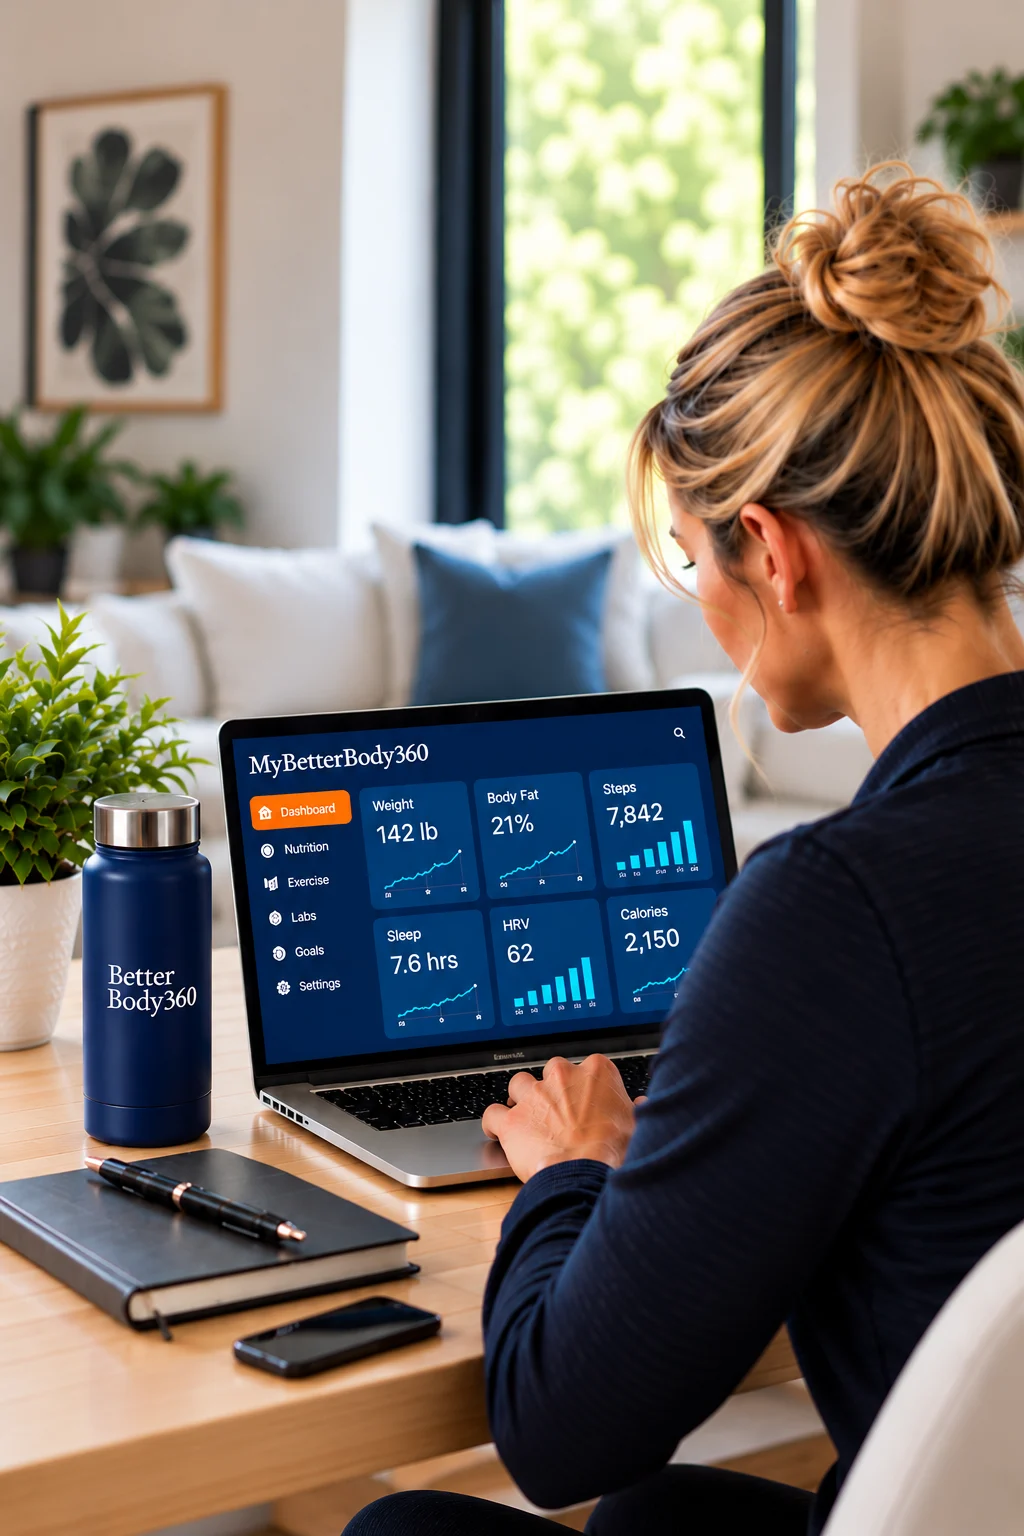 MyBetterBody360
Dashboard
Nutrition
Exercise
Labs
Goals
Settings
Weight
142 lb
Body Fat
21%
Steps
7,842
Sleep
7.6 hrs
HRV
62
Calories
2,150
Better
Body360